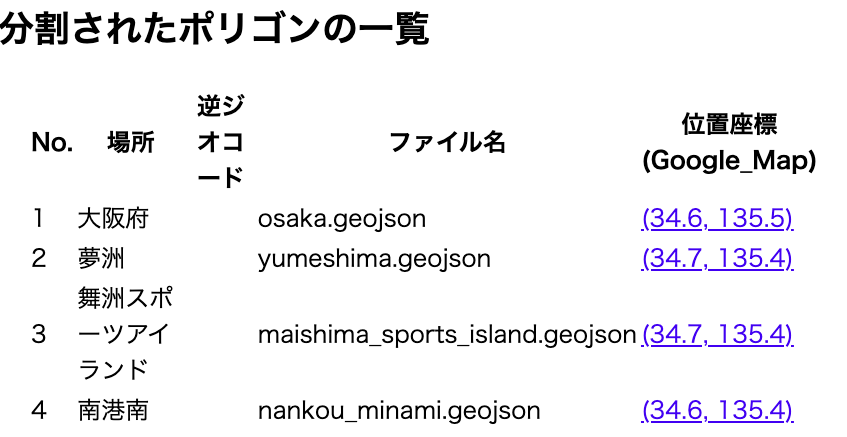 分割されたポリゴンの一覧
No. 場所 逆ジオコード ファイル名 位置座標(Google_Map)
1 大阪府 osaka.geojson (34.6, 135.5)
2 夢洲 yumeshima.geojson (34.7, 135.4)
3 舞洲スポーツアイランド maishima_sports_island.geojson (34.7, 135.4)
4 南港南 nankou_minami.geojson (34.6, 135.4)